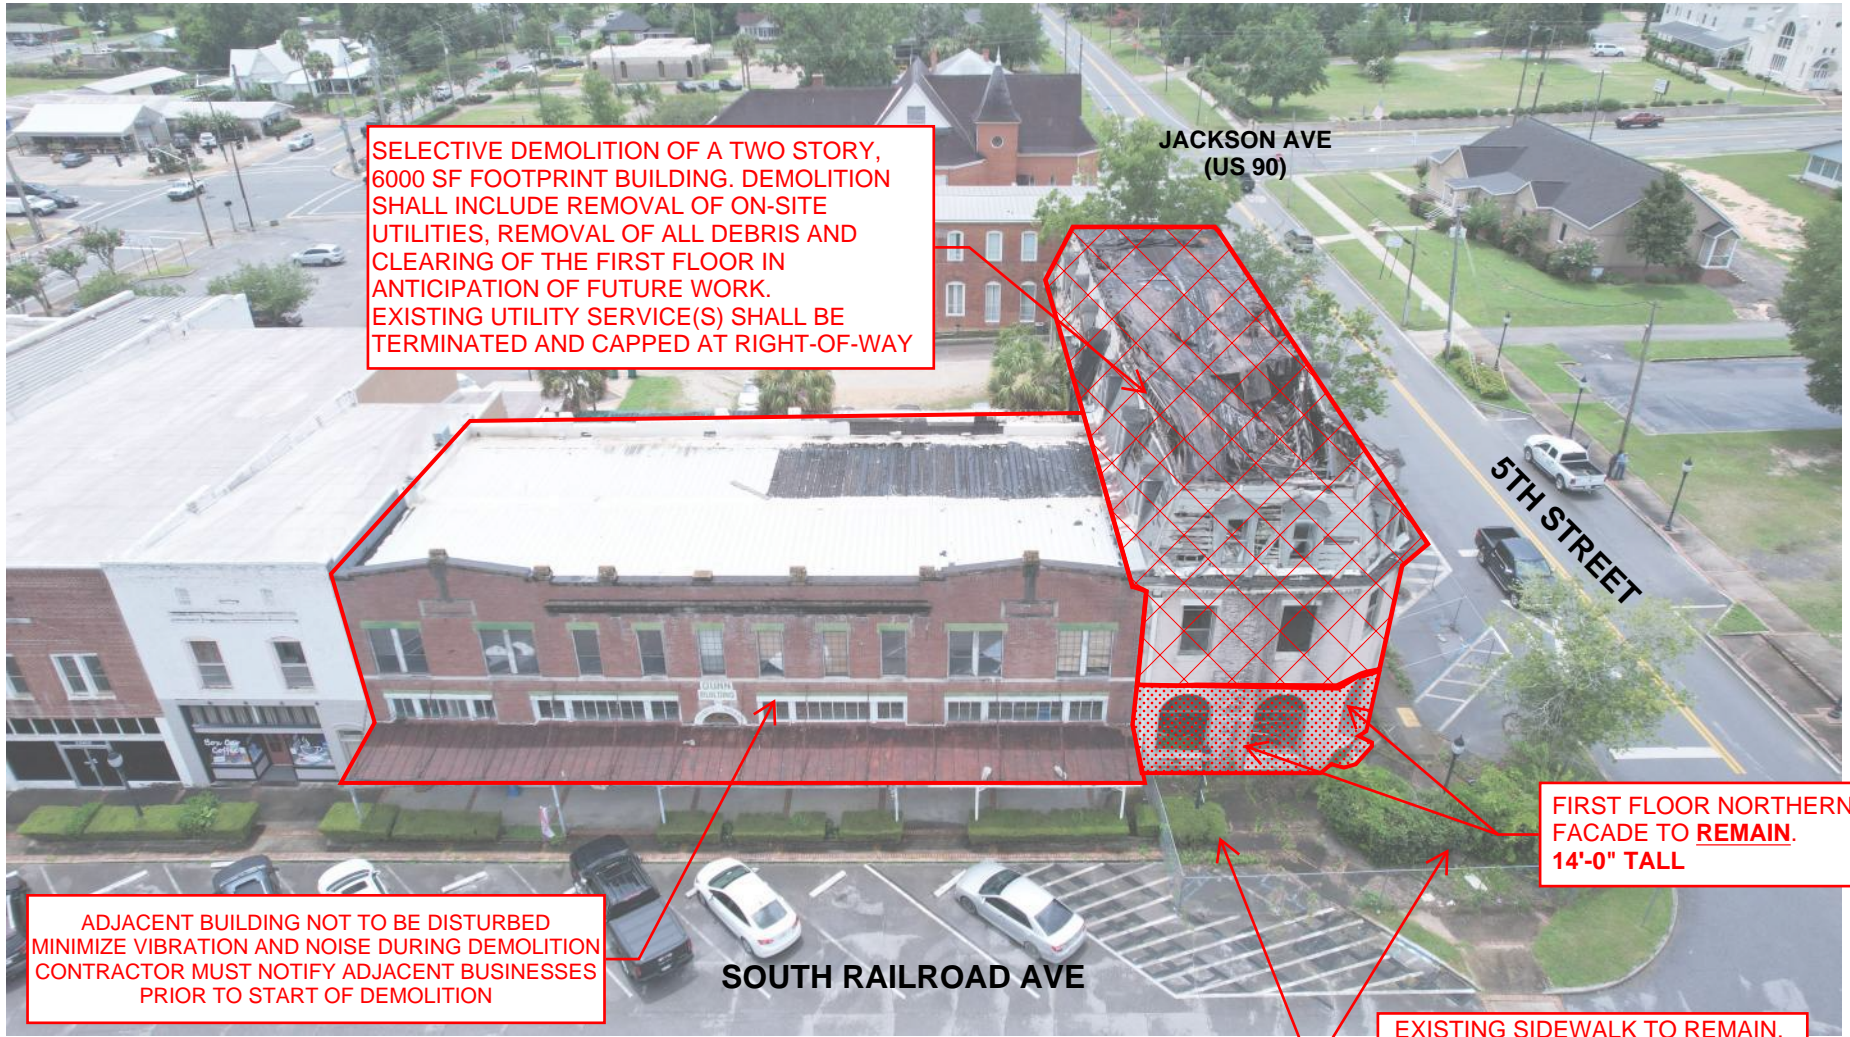 JACKSON AVE
(US 90)
SELECTIVE DEMOLITION OF A TWO STORY,
6000 SF FOOTPRINT BUILDING. DEMOLITION
SHALL INCLUDE REMOVAL OF ON-SITE
UTILITIES, REMOVAL OF ALL DEBRIS AND
CLEARING OF THE FIRST FLOOR IN
ANTICIPATION OF FUTURE WORK.
EXISTING UTILITY SERVICE(S) SHALL BE
TERMINATED AND CAPPED AT RIGHT-OF-WAY
5TH STREET
BUILDING
FIRST FLOOR NORTHERN
FACADE TO REMAIN.
14'-0" TALL
ADJACENT BUILDING NOT TO BE DISTURBED
MINIMIZE VIBRATION AND NOISE DURING DEMOLITION
CONTRACTOR MUST NOTIFY ADJACENT BUSINESSES
PRIOR TO START OF DEMOLITION
SOUTH RAILROAD AVE
EXISTING SIDEWALK TO REMAIN.